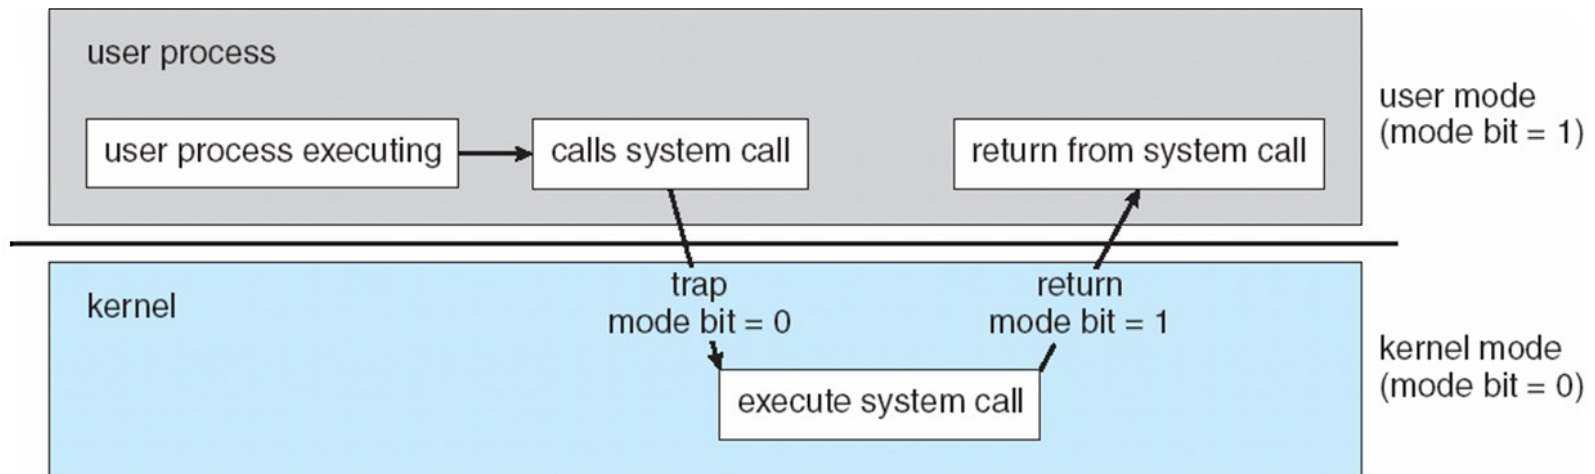 user process
user process executing
calls system call
return from system call
user mode
(mode bit = 1)
kernel
trap
mode bit = 0
return
mode bit = 1
execute system call
kernel mode
(mode bit = 0)